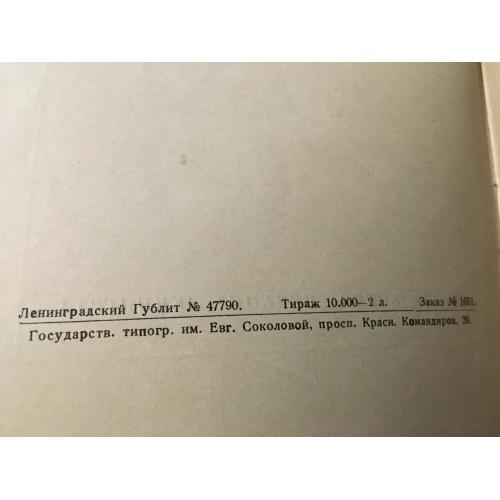 Ленинградский Гублит № 47790. Тираж 10.000—2 л. Заказ № 1651.
Государств. типогр. им. Евг. Соколовой, просп. Красн. Командиров, 29.